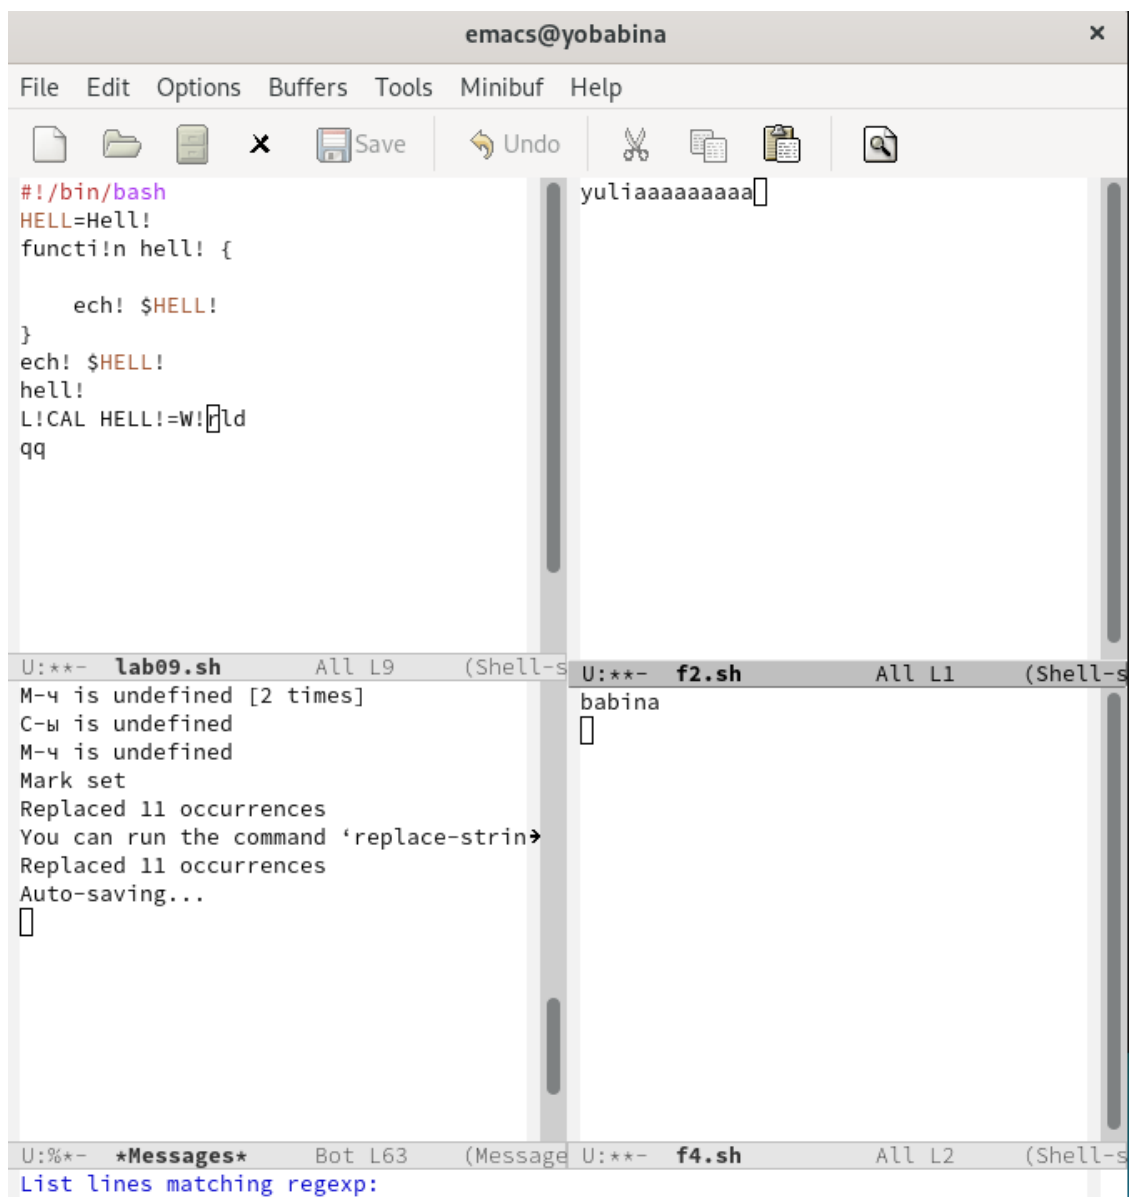 emacs@yobabina
File Edit Options Buffers Tools Minibuf Help
Save Undo
#!/bin/bash
HELL=Hell!
functi!n hell! {
    ech! $HELL!
}
ech! $HELL!
hell!
L!CAL HELL!=W!rld
qq
U:**- lab09.sh All L9 (Shell-s
yuliaaaaaaaaa
U:**- f2.sh All L1 (Shell-s
M-ч is undefined [2 times]
C-ы is undefined
M-ч is undefined
Mark set
Replaced 11 occurrences
You can run the command ‘replace-strin
Replaced 11 occurrences
Auto-saving...
U:%*- *Messages* Bot L63 (Message
babina
U:**- f4.sh All L2 (Shell-s
List lines matching regexp: